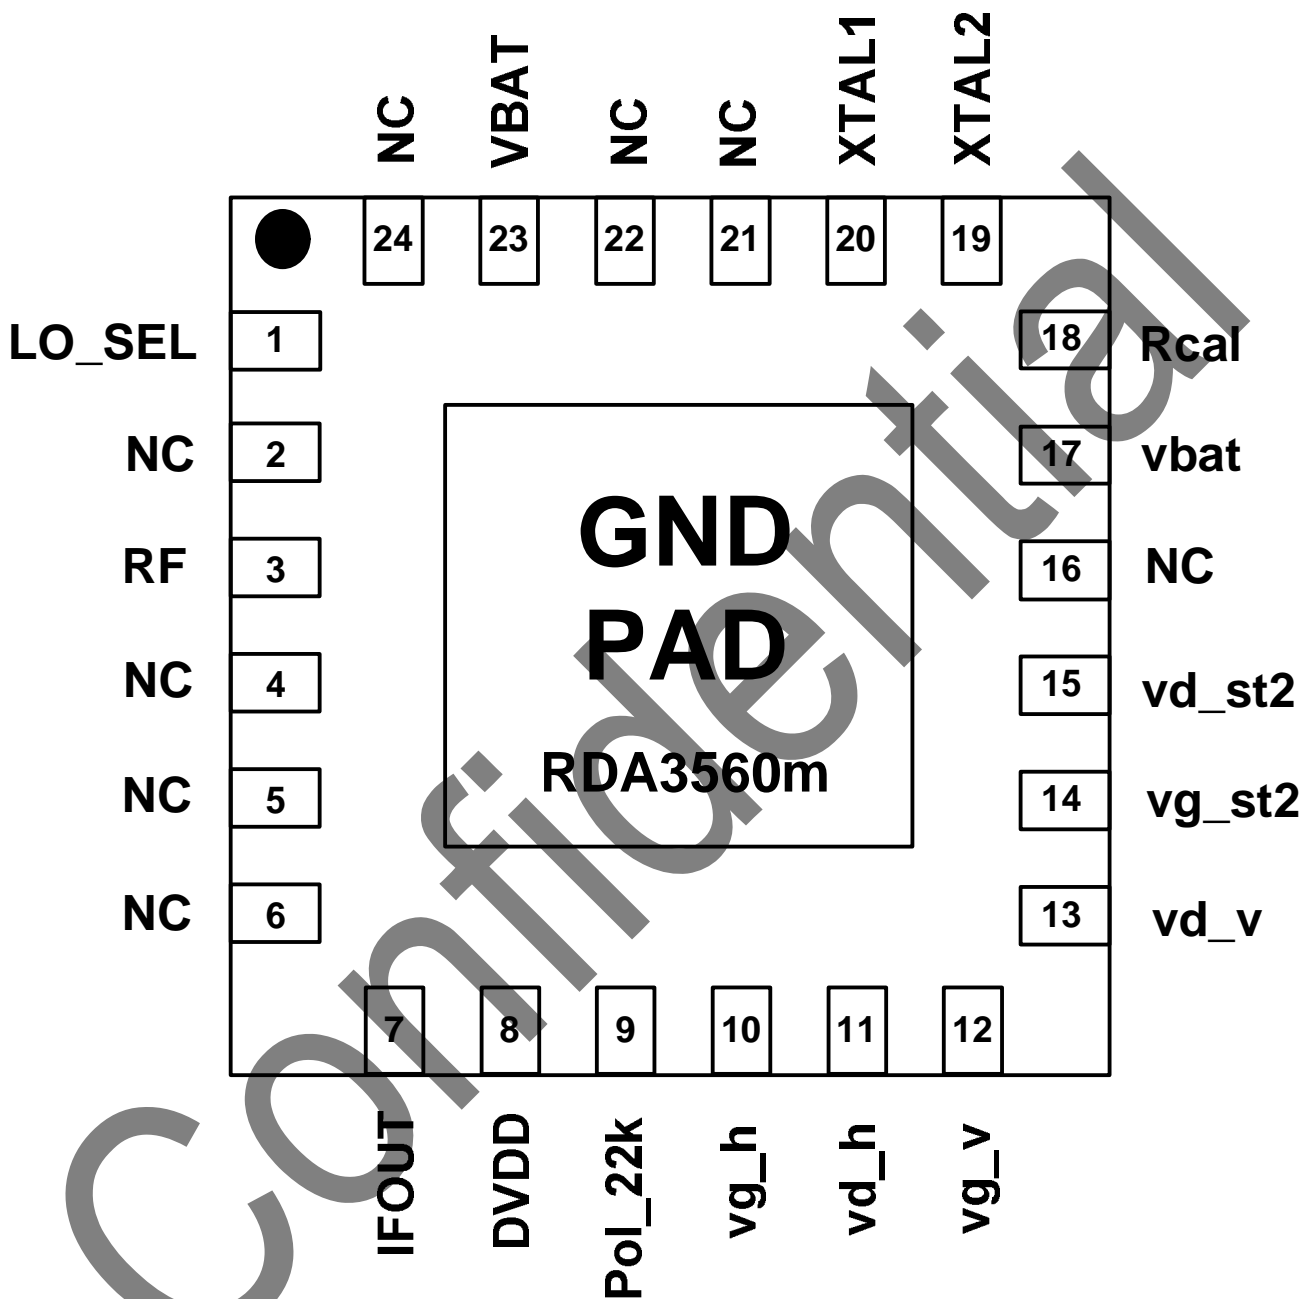 NC
VBAT
NC
NC
XTAL1
XTAL2
24
23
22
21
20
19
LO_SEL 1
18 Rcal
NC 2
17 vbat
RF 3
16 NC
NC 4
15 vd_st2
NC 5
14 vg_st2
NC 6
13 vd_v
GND
PAD
RDA3560m
7
8
9
10
11
12
IFOUT
DVDD
Pol_22k
vg_h
vd_h
vg_v
Confidential